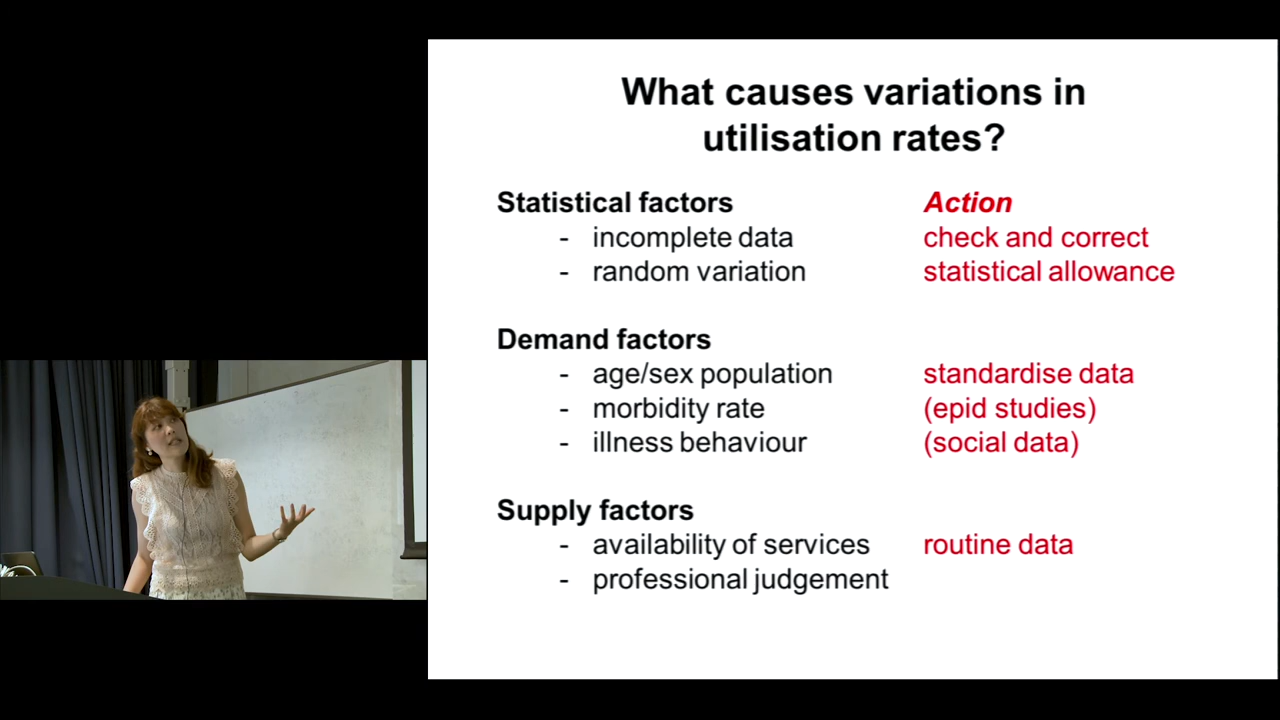 What causes variations in
utilisation rates?
Statistical factors Action
- incomplete data check and correct
- random variation statistical allowance
Demand factors
- age/sex population standardise data
- morbidity rate (epid studies)
- illness behaviour (social data)
Supply factors
- availability of services routine data
- professional judgement